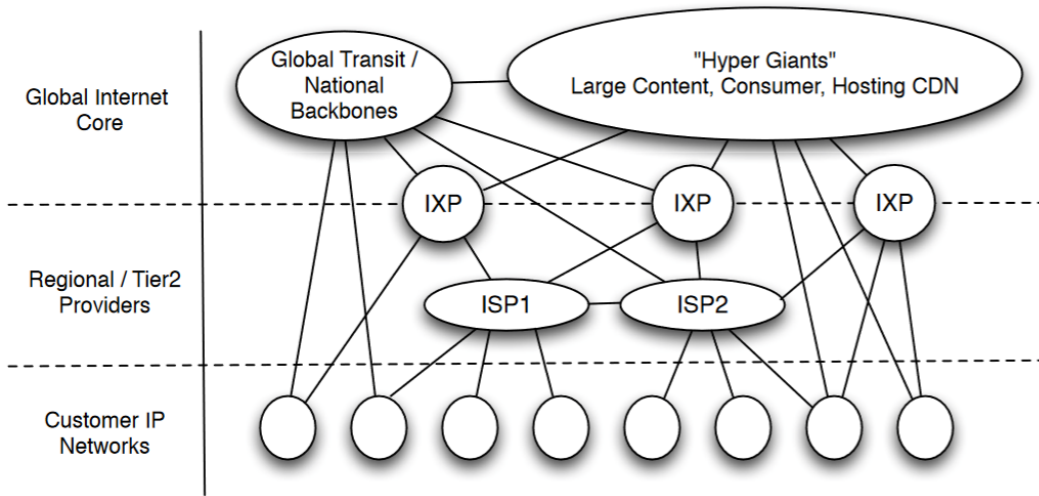 Global Internet
Core
Global Transit /
National
Backbones
"Hyper Giants"
Large Content, Consumer, Hosting CDN
IXP
IXP
IXP
Regional / Tier2
Providers
ISP1
ISP2
Customer IP
Networks